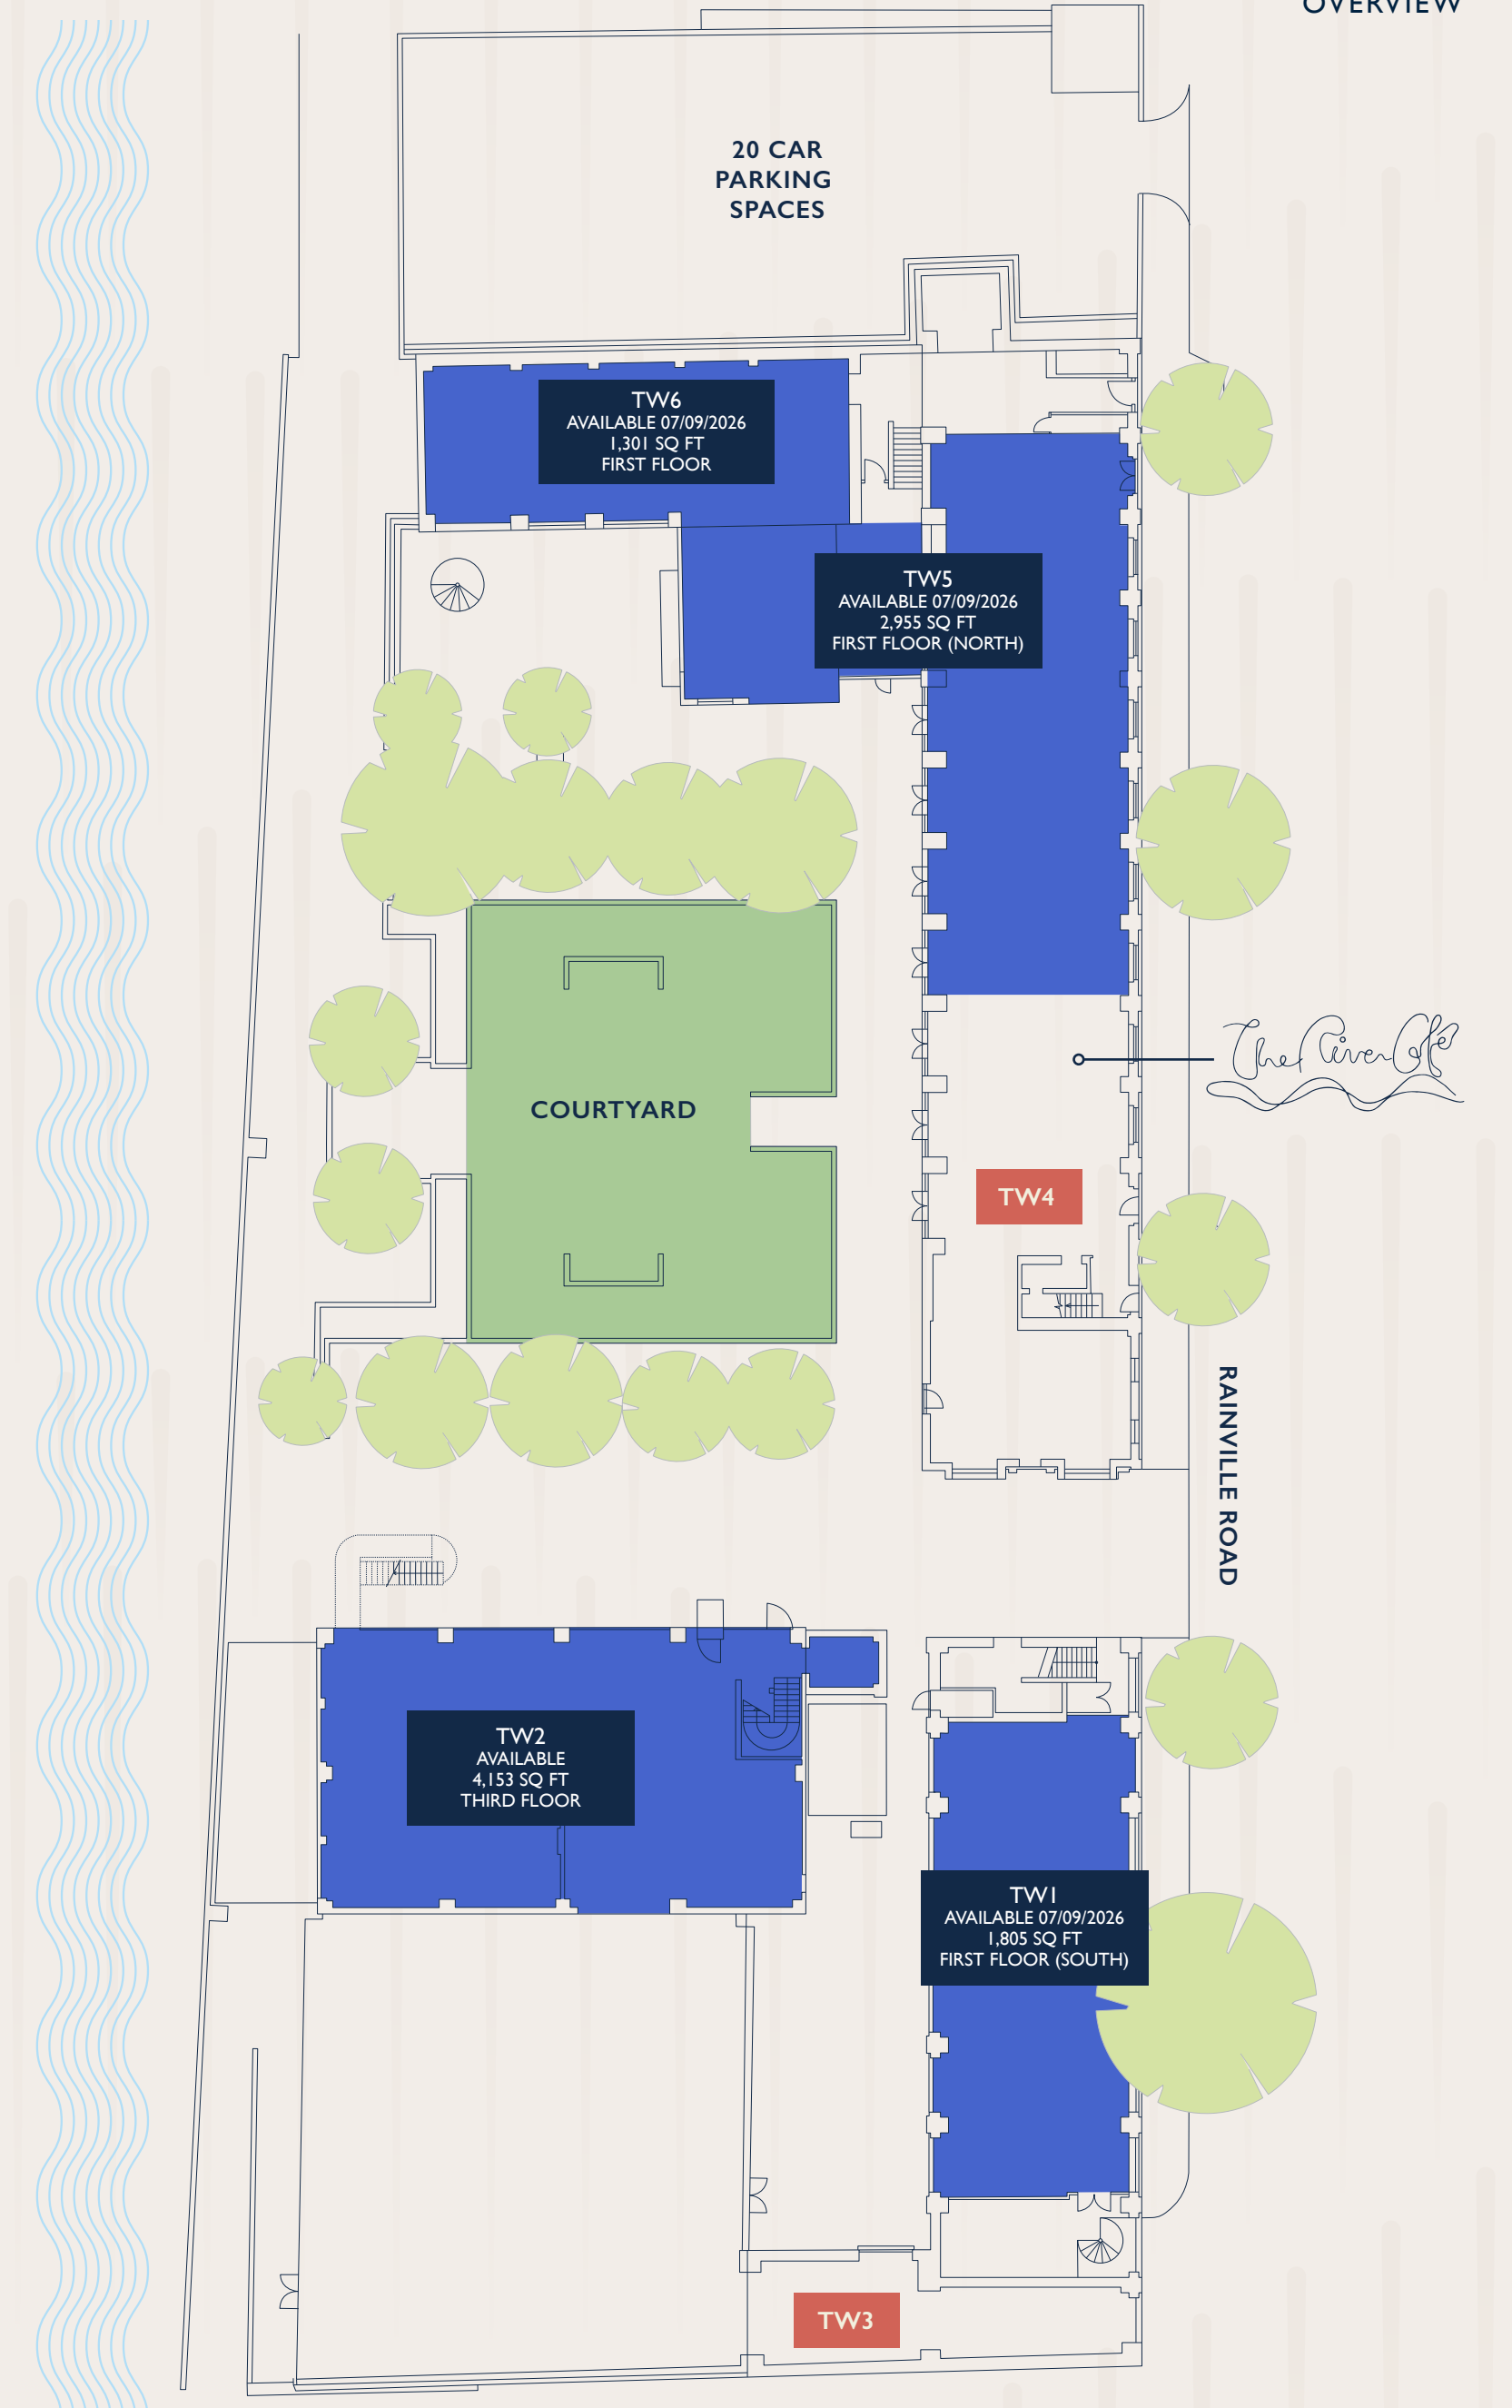 OVERVIEW
20 CAR
PARKING
SPACES
TW6
AVAILABLE 07/09/2026
1,301 SQ FT
FIRST FLOOR
TW5
AVAILABLE 07/09/2026
2,955 SQ FT
FIRST FLOOR (NORTH)
The River Café
COURTYARD
TW4
RAINVILLE ROAD
TW2
AVAILABLE
4,153 SQ FT
THIRD FLOOR
TW1
AVAILABLE 07/09/2026
1,805 SQ FT
FIRST FLOOR (SOUTH)
TW3